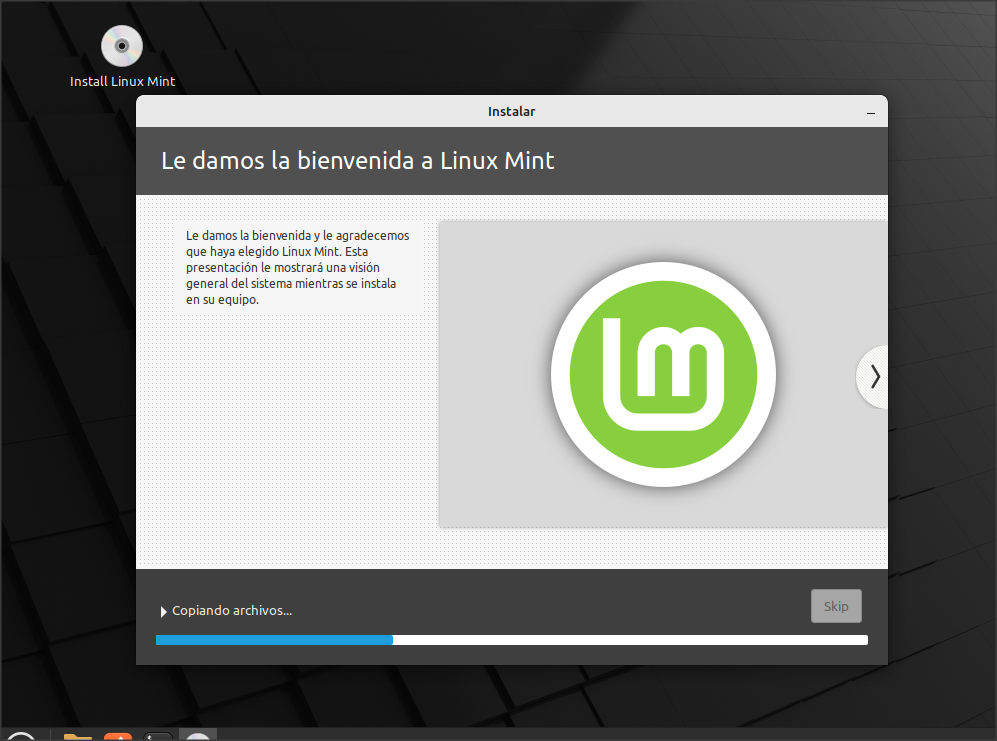 Install Linux Mint
Instalar
Le damos la bienvenida a Linux Mint
Le damos la bienvenida y le agradecemos
que haya elegido Linux Mint. Esta
presentación le mostrará una visión
general del sistema mientras se instala
en su equipo.
Copiando archivos...
Skip